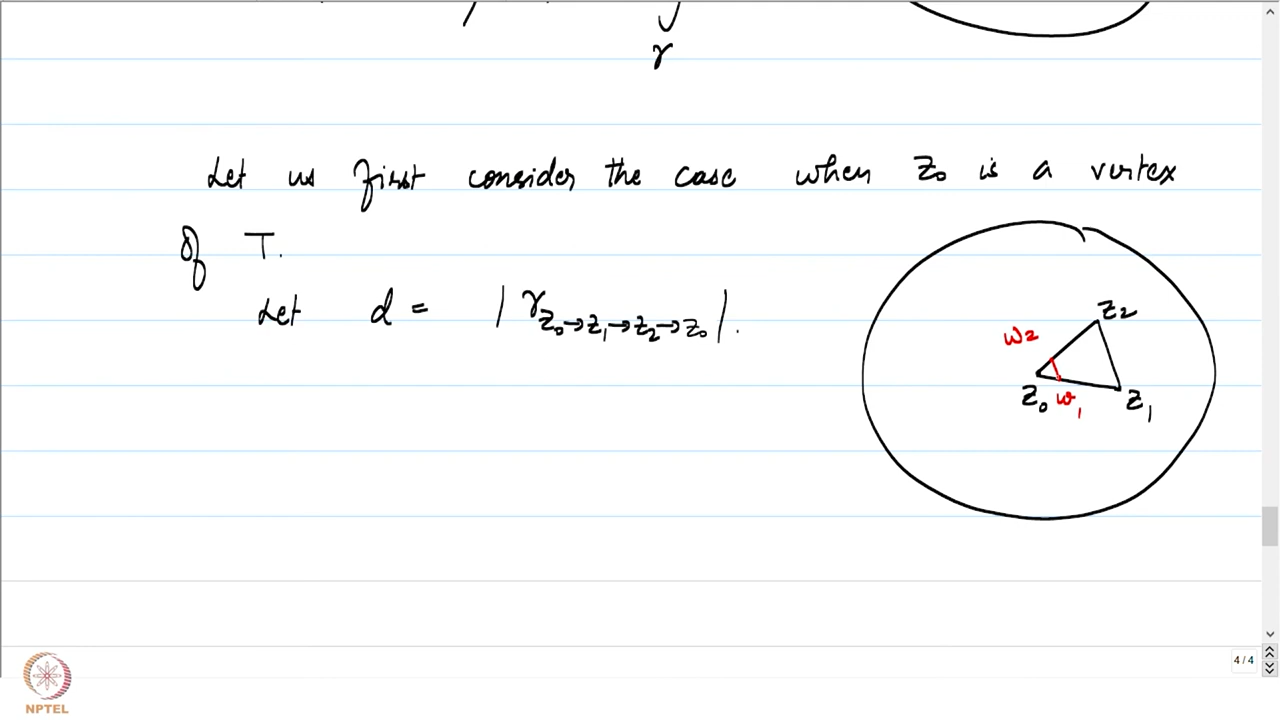 γ
Let us first consider the case when z₀ is a vertex
of T.
Let d = | γ_{z₀→z₁→z₂→z₀} |.
z₂
w₂
z₀ w₁ z₁
4 / 4
NPTEL